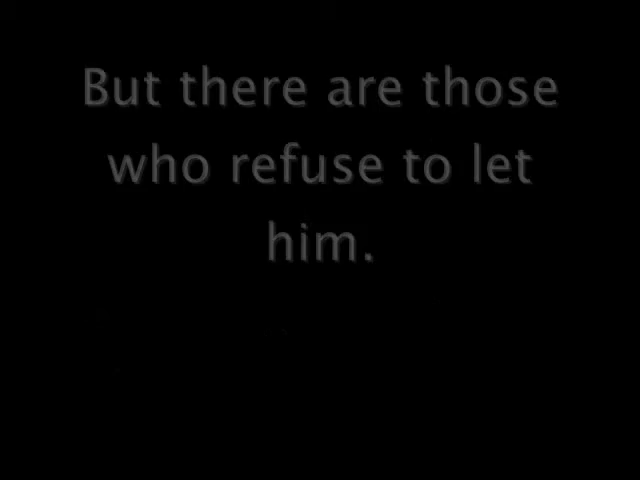 But there are those
who refuse to let
him.